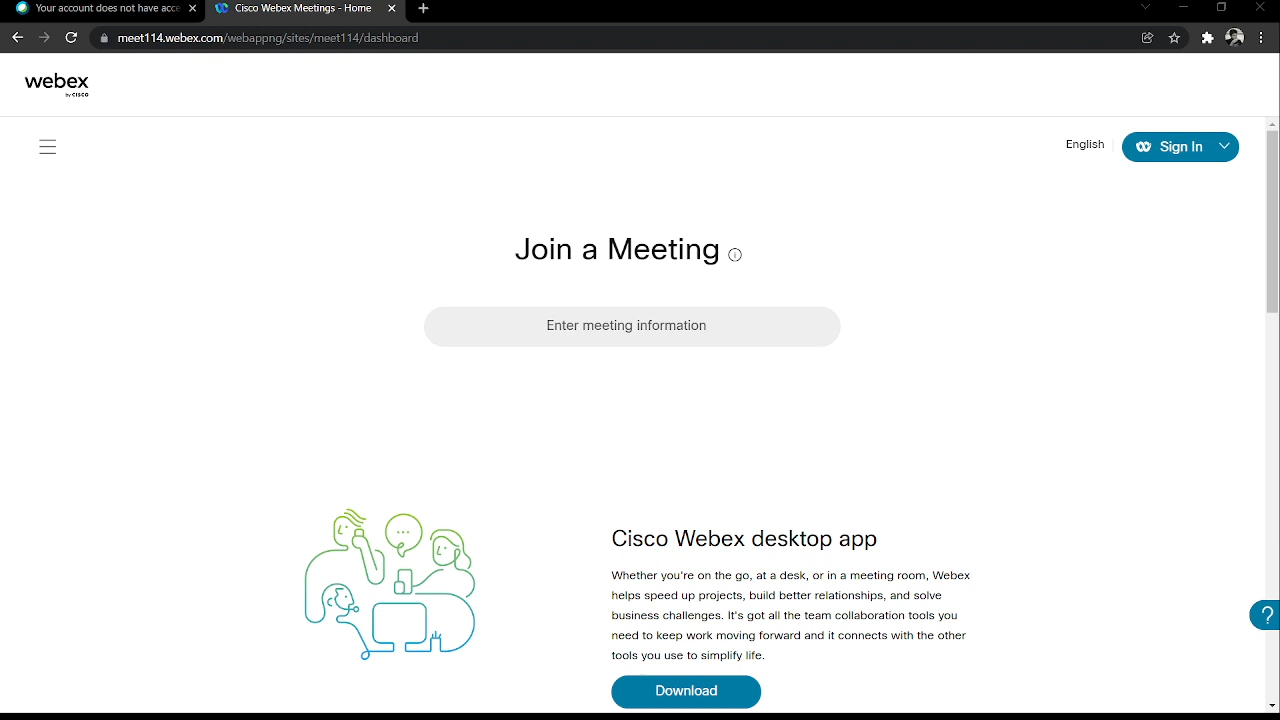 Your account does not have acce
Cisco Webex Meetings - Home
meet114.webex.com/webappng/sites/meet114/dashboard
webex
by CISCO
English
Sign In
Join a Meeting
Enter meeting information
Cisco Webex desktop app
Whether you're on the go, at a desk, or in a meeting room, Webex
helps speed up projects, build better relationships, and solve
business challenges. It's got all the team collaboration tools you
need to keep work moving forward and it connects with the other
tools you use to simplify life.
?
Download